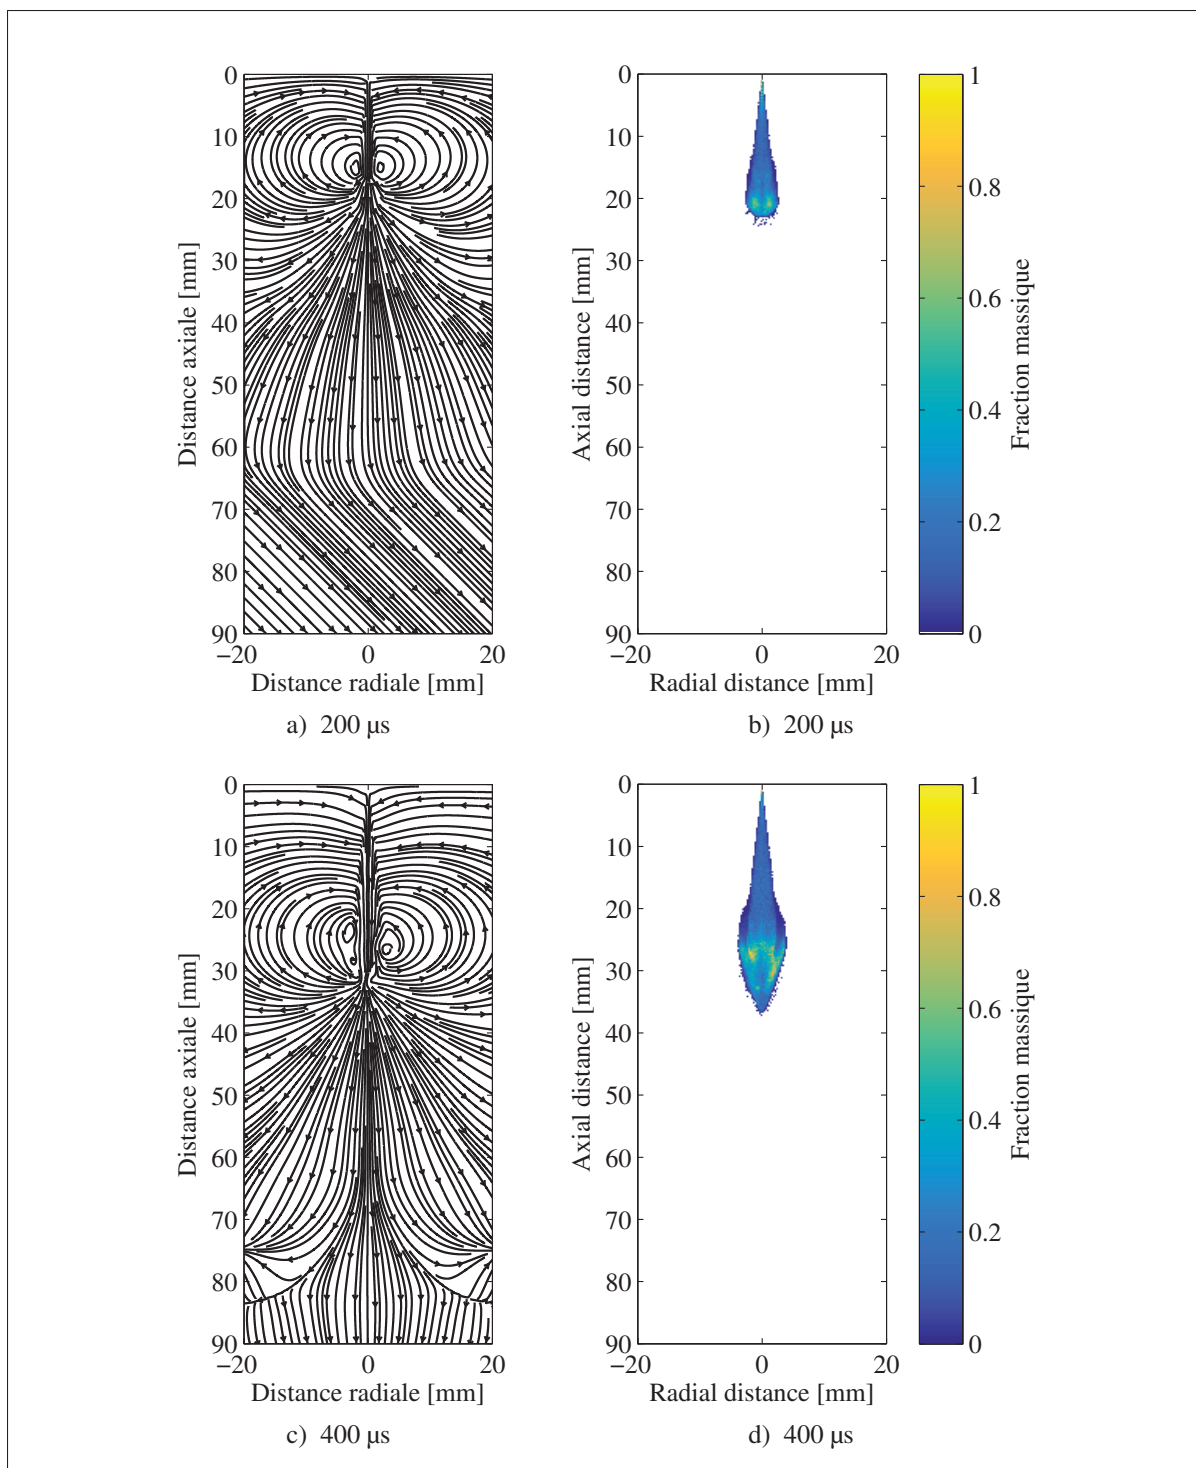 0
10
20
30
40
50
60
70
80
90
−20 0 20
Distance axiale [mm]
Distance radiale [mm]
a) 200 µs
0
10
20
30
40
50
60
70
80
90
−20 0 20
Axial distance [mm]
Radial distance [mm]
1
0.8
0.6
0.4
0.2
0
Fraction massique
b) 200 µs
0
10
20
30
40
50
60
70
80
90
−20 0 20
Distance axiale [mm]
Distance radiale [mm]
c) 400 µs
0
10
20
30
40
50
60
70
80
90
−20 0 20
Axial distance [mm]
Radial distance [mm]
1
0.8
0.6
0.4
0.2
0
Fraction massique
d) 400 µs